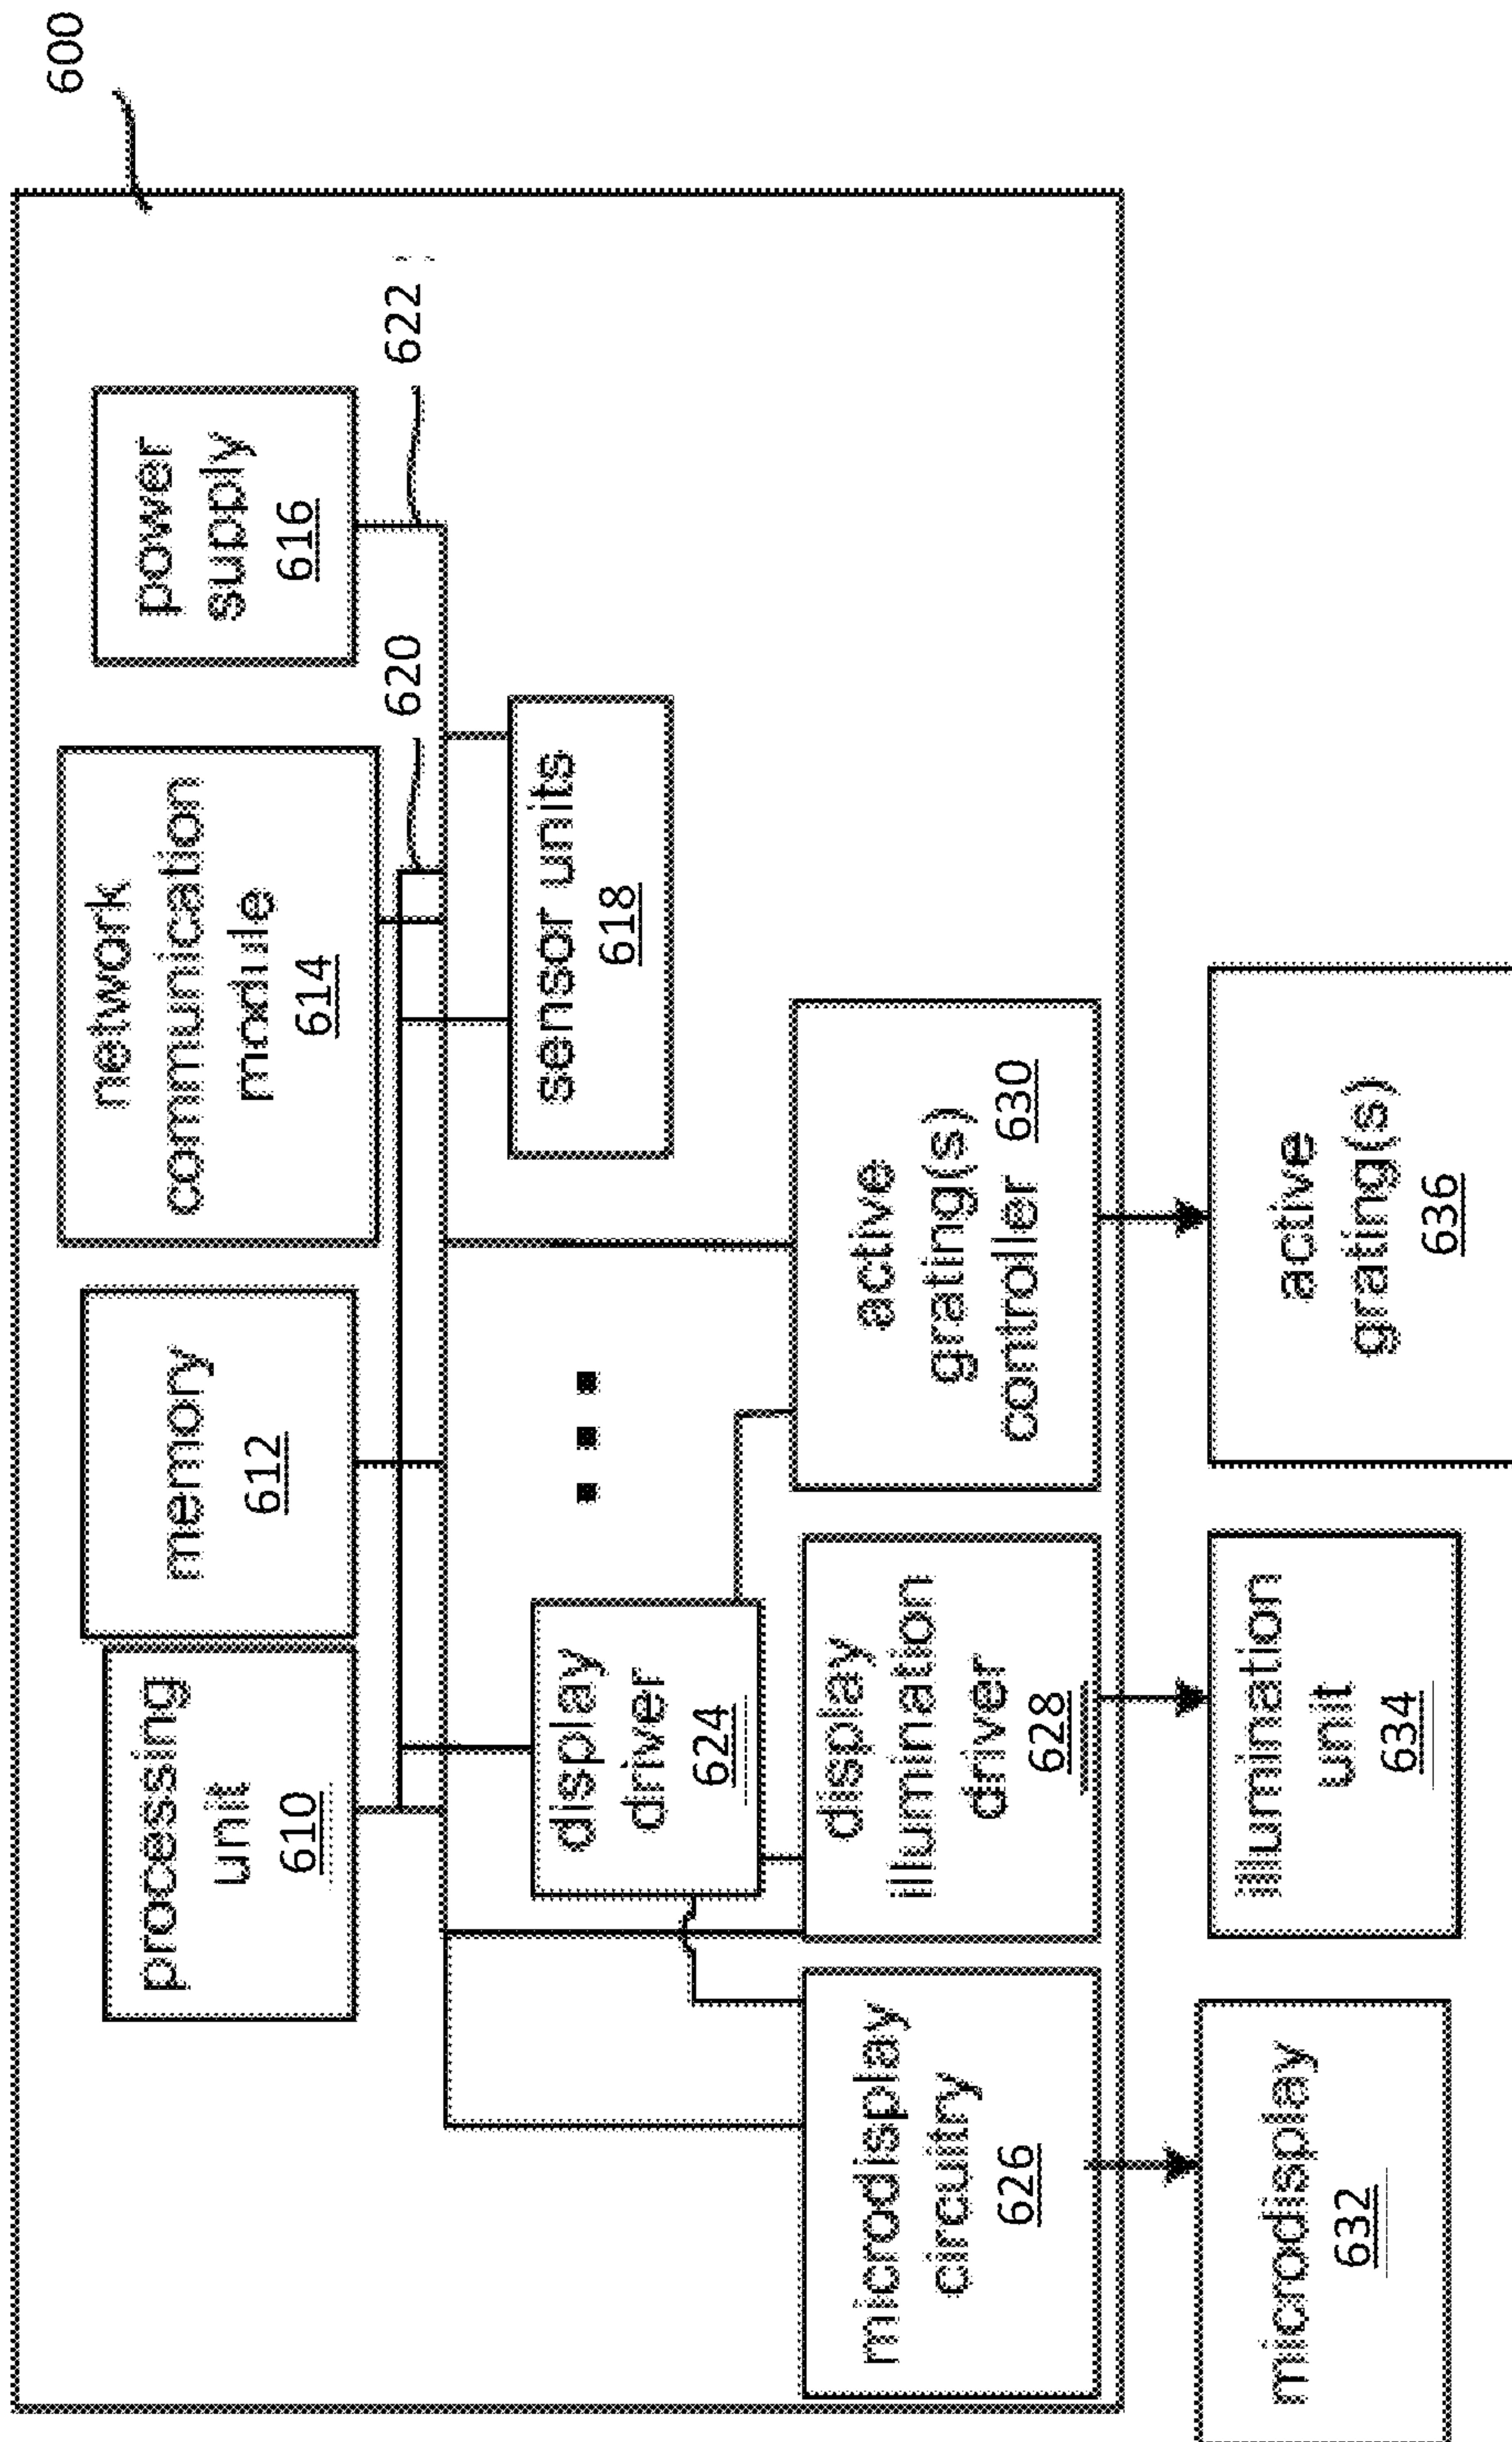 600
processing
unit
610
memory
612
network
communication
module
614
power
supply
616
620
622
sensor units
618
display
driver
624
microdisplay
circuitry
626
display
illumination
driver
628
active
grating(s)
controller 630
microdisplay
632
illumination
unit
634
active
grating(s)
636